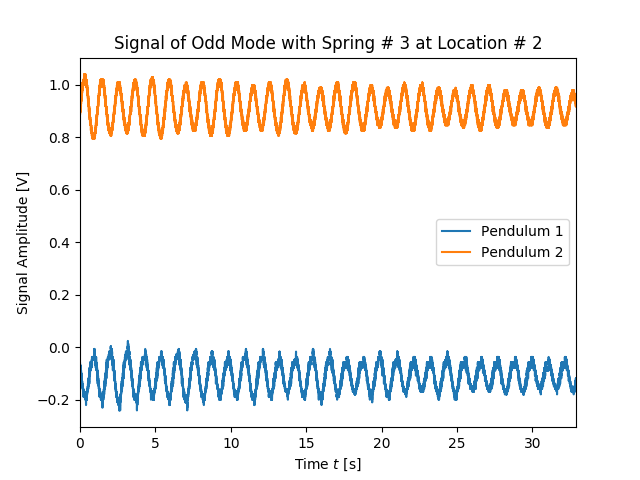 Signal of Odd Mode with Spring # 3 at Location # 2
1.0
0.8
0.6
0.4
0.2
0.0
−0.2
Signal Amplitude [V]
Pendulum 1
Pendulum 2
0 5 10 15 20 25 30
Time t [s]